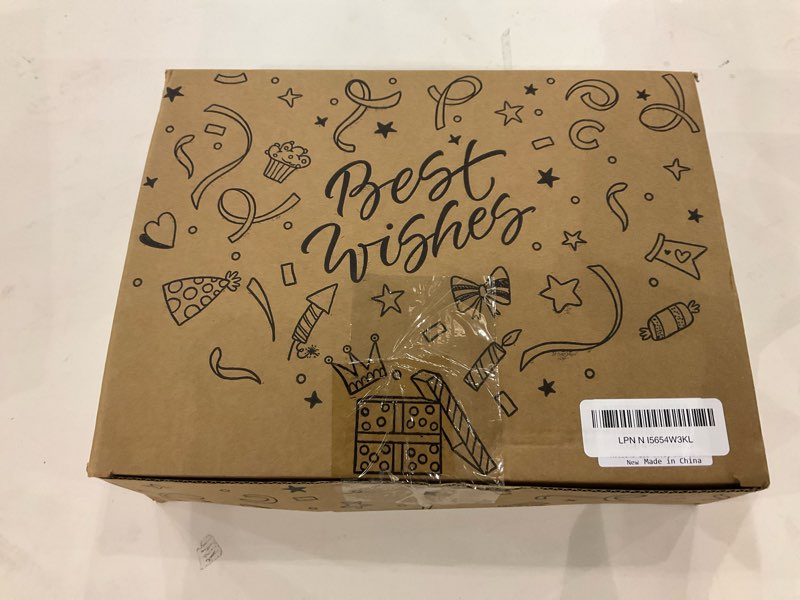 Best
Wishes
LPN N I5654W3KL
New Made in China